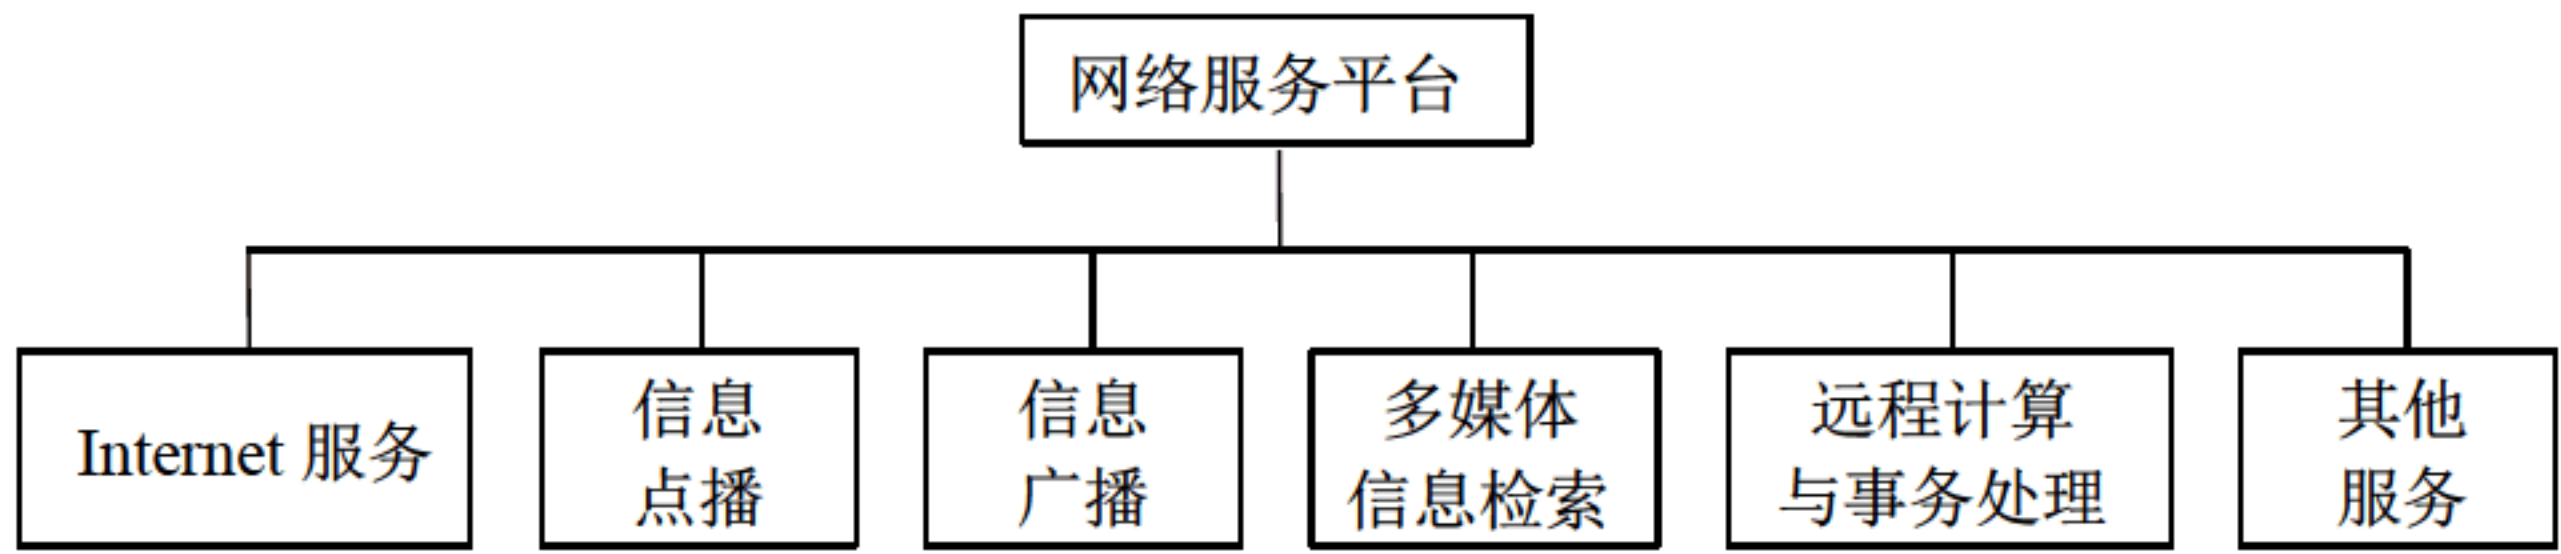 网络服务平台
Internet 服务
信息
点播
信息
广播
多媒体
信息检索
远程计算
与事务处理
其他
服务